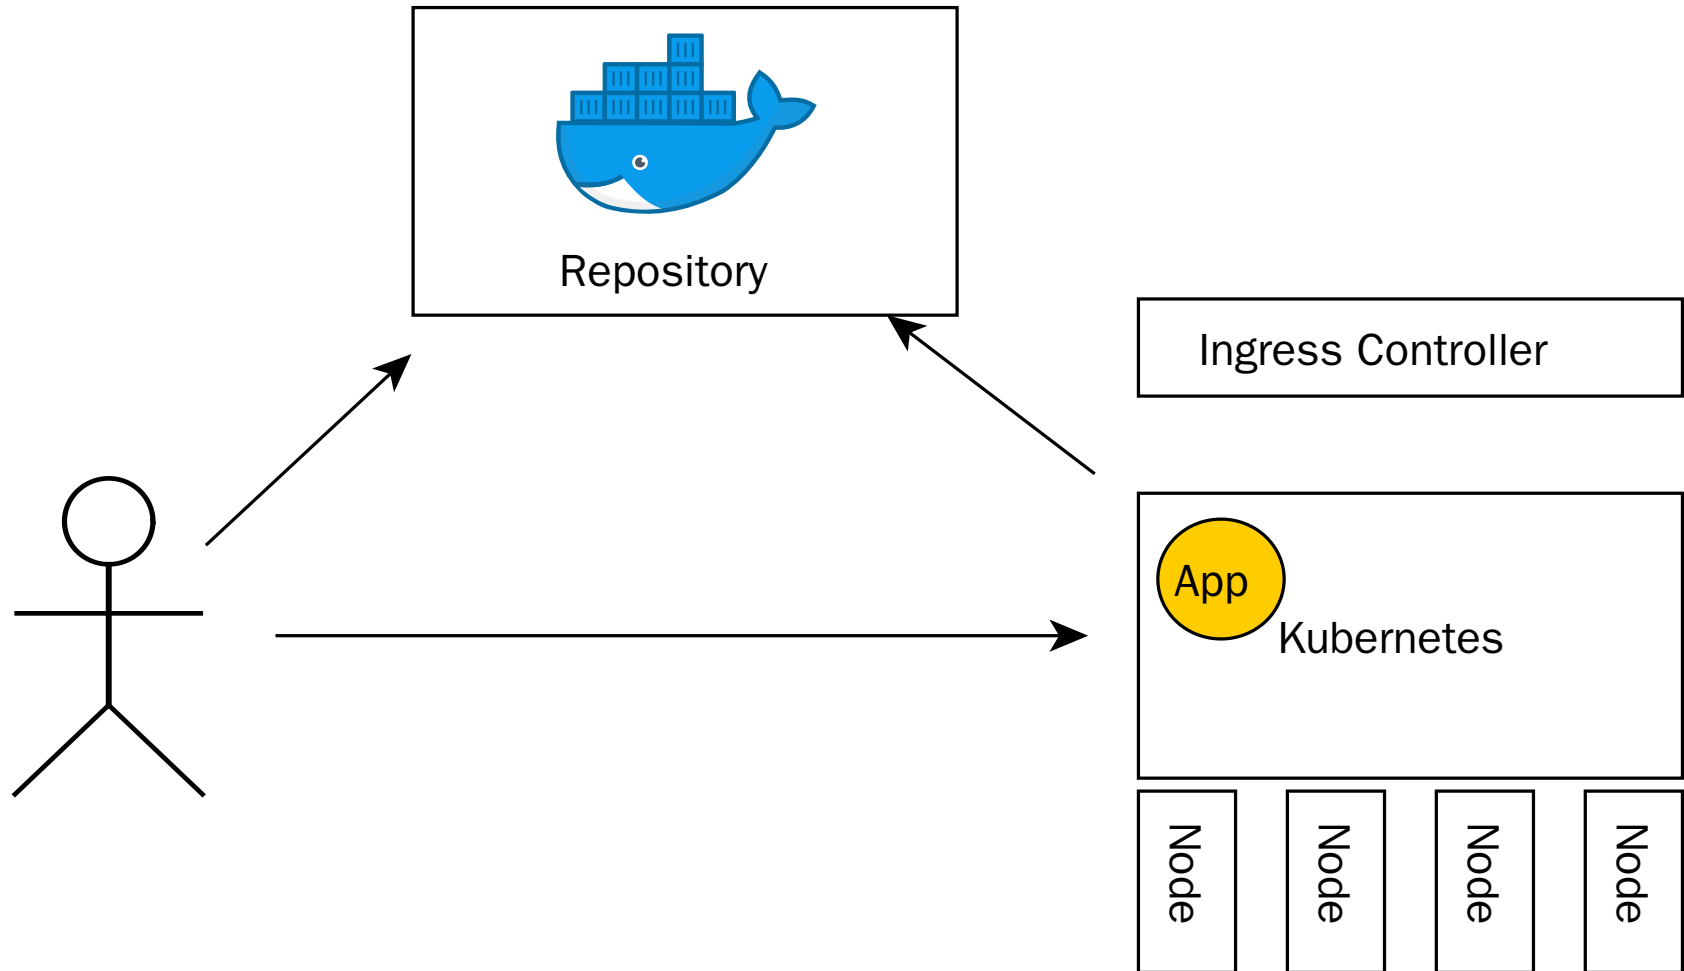 Repository
Ingress Controller
App
Kubernetes
Node
Node
Node
Node